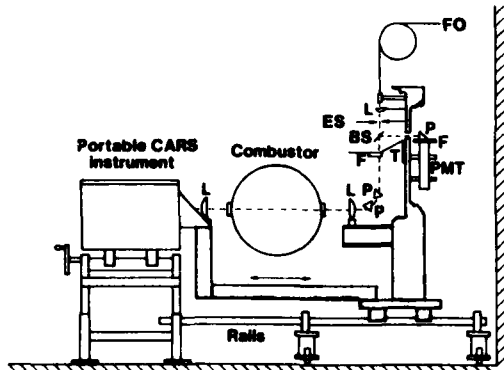 FO
L
ES
BS
P
F
F
T
PMT
Portable CARS
instrument
Combustor
L
L
P
P
Rails